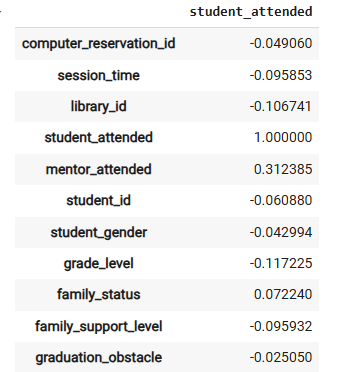 student_attended
computer_reservation_id -0.049060
session_time -0.095853
library_id -0.106741
student_attended 1.000000
mentor_attended 0.312385
student_id -0.060880
student_gender -0.042994
grade_level -0.117225
family_status 0.072240
family_support_level -0.095932
graduation_obstacle -0.025050